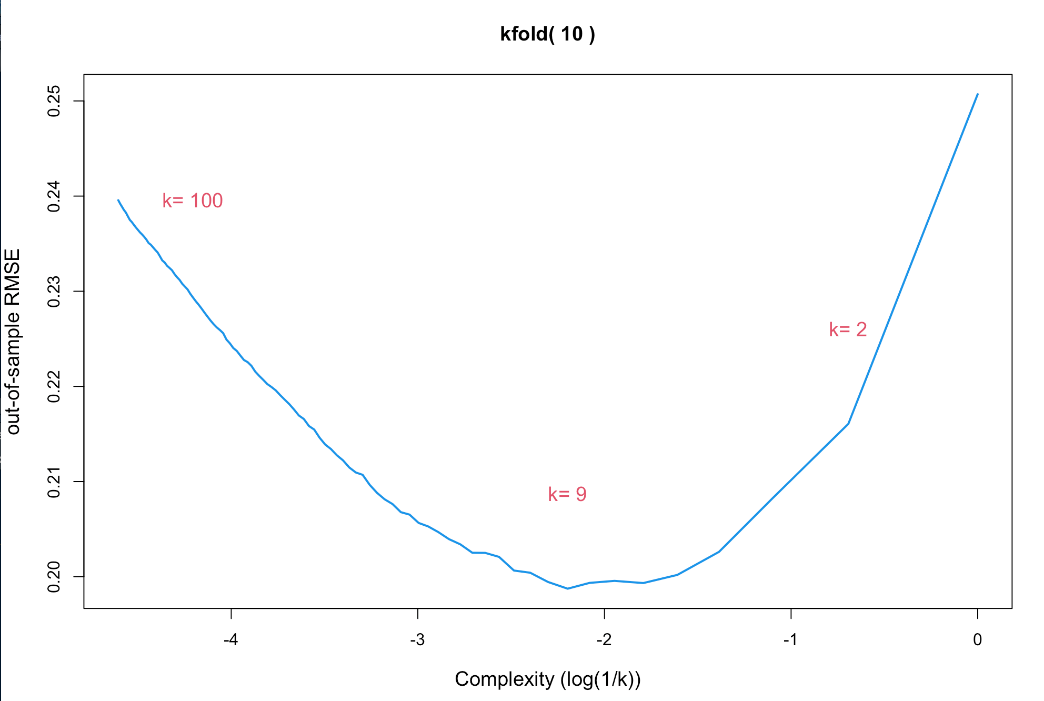 kfold( 10 )
out-of-sample RMSE
0.25
0.24
0.23
0.22
0.21
0.20
k= 100
k= 2
k= 9
-4
-3
-2
-1
0
Complexity (log(1/k))